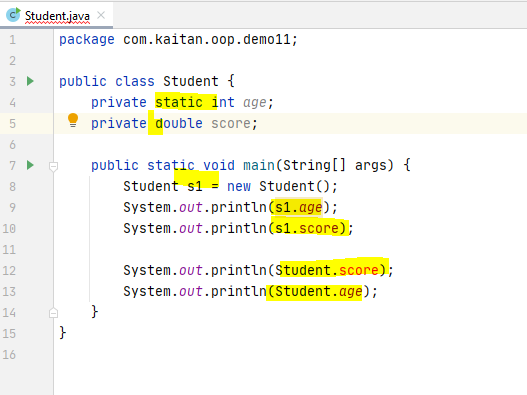 Student.java
1 package com.kaitan.oop.demo11;
2
3 public class Student {
4 private static int age;
5 private double score;
6
7 public static void main(String[] args) {
8 Student s1 = new Student();
9 System.out.println(s1.age);
10 System.out.println(s1.score);
11
12 System.out.println(Student.score);
13 System.out.println(Student.age);
14 }
15 }
16